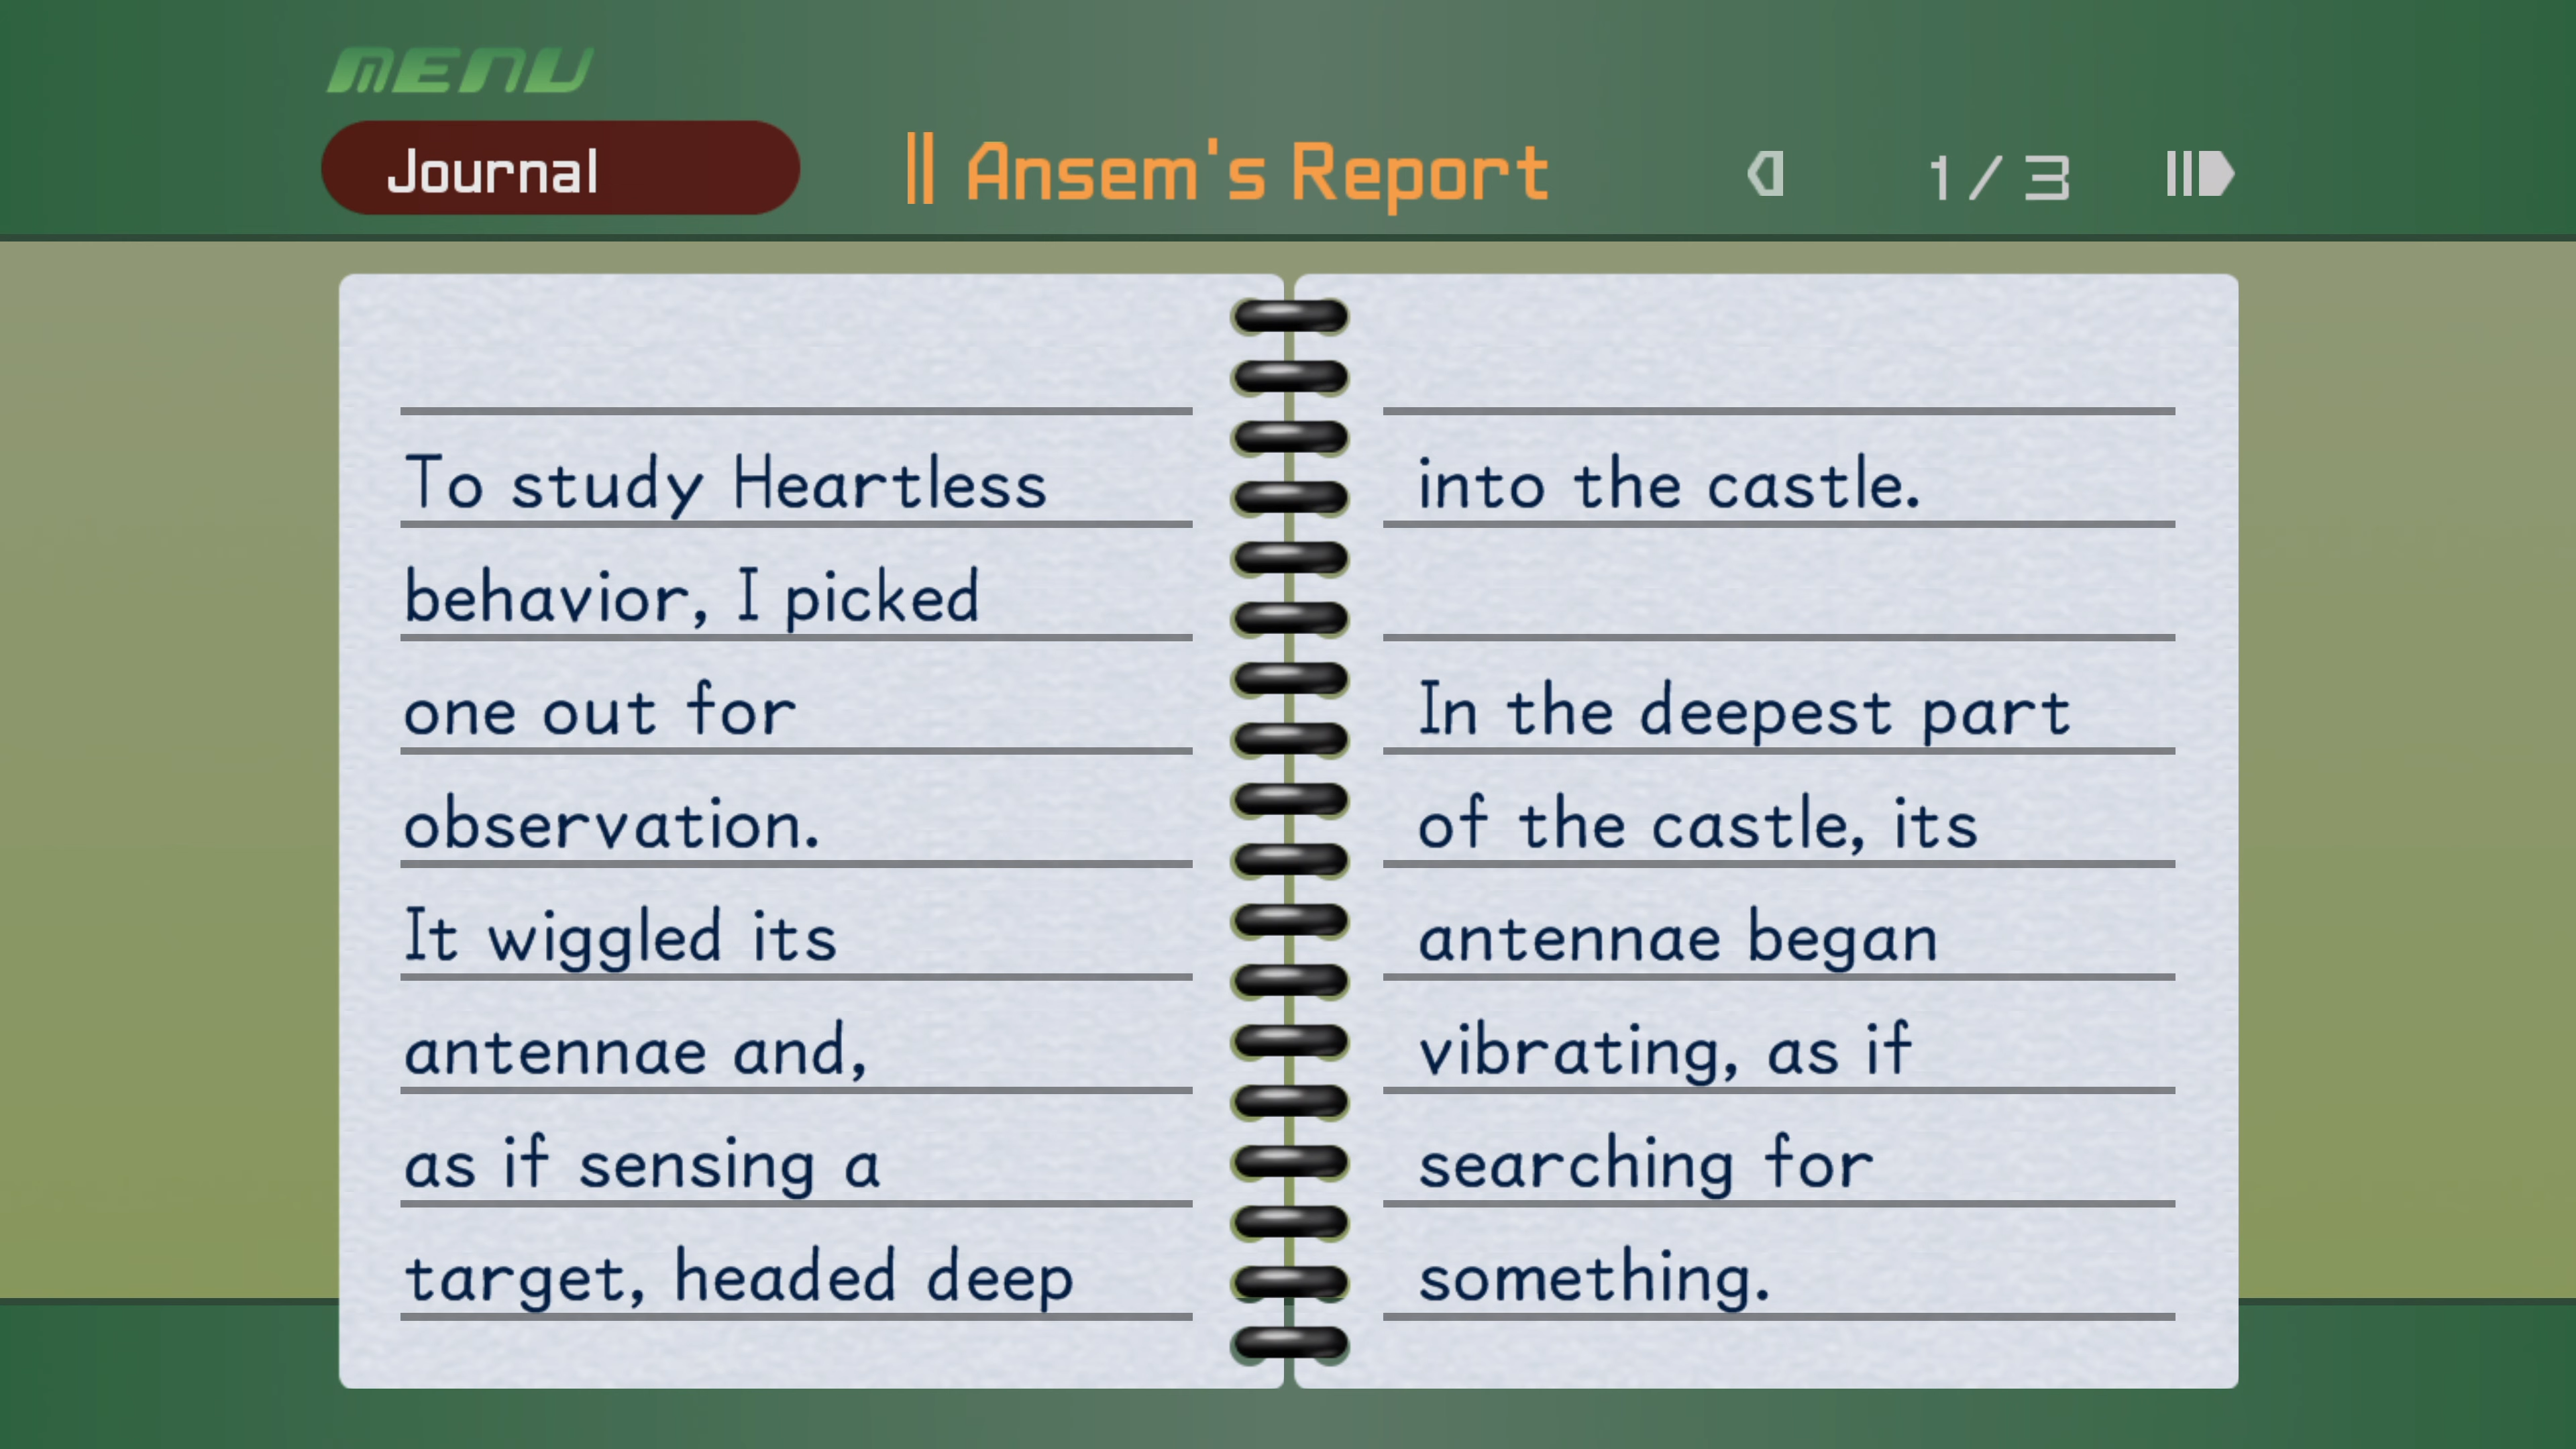 MENU
Journal
Ansem's Report
1/3
To study Heartless
behavior, I picked
one out for
observation.
It wiggled its
antennae and,
as if sensing a
target, headed deep
into the castle.
In the deepest part
of the castle, its
antennae began
vibrating, as if
searching for
something.